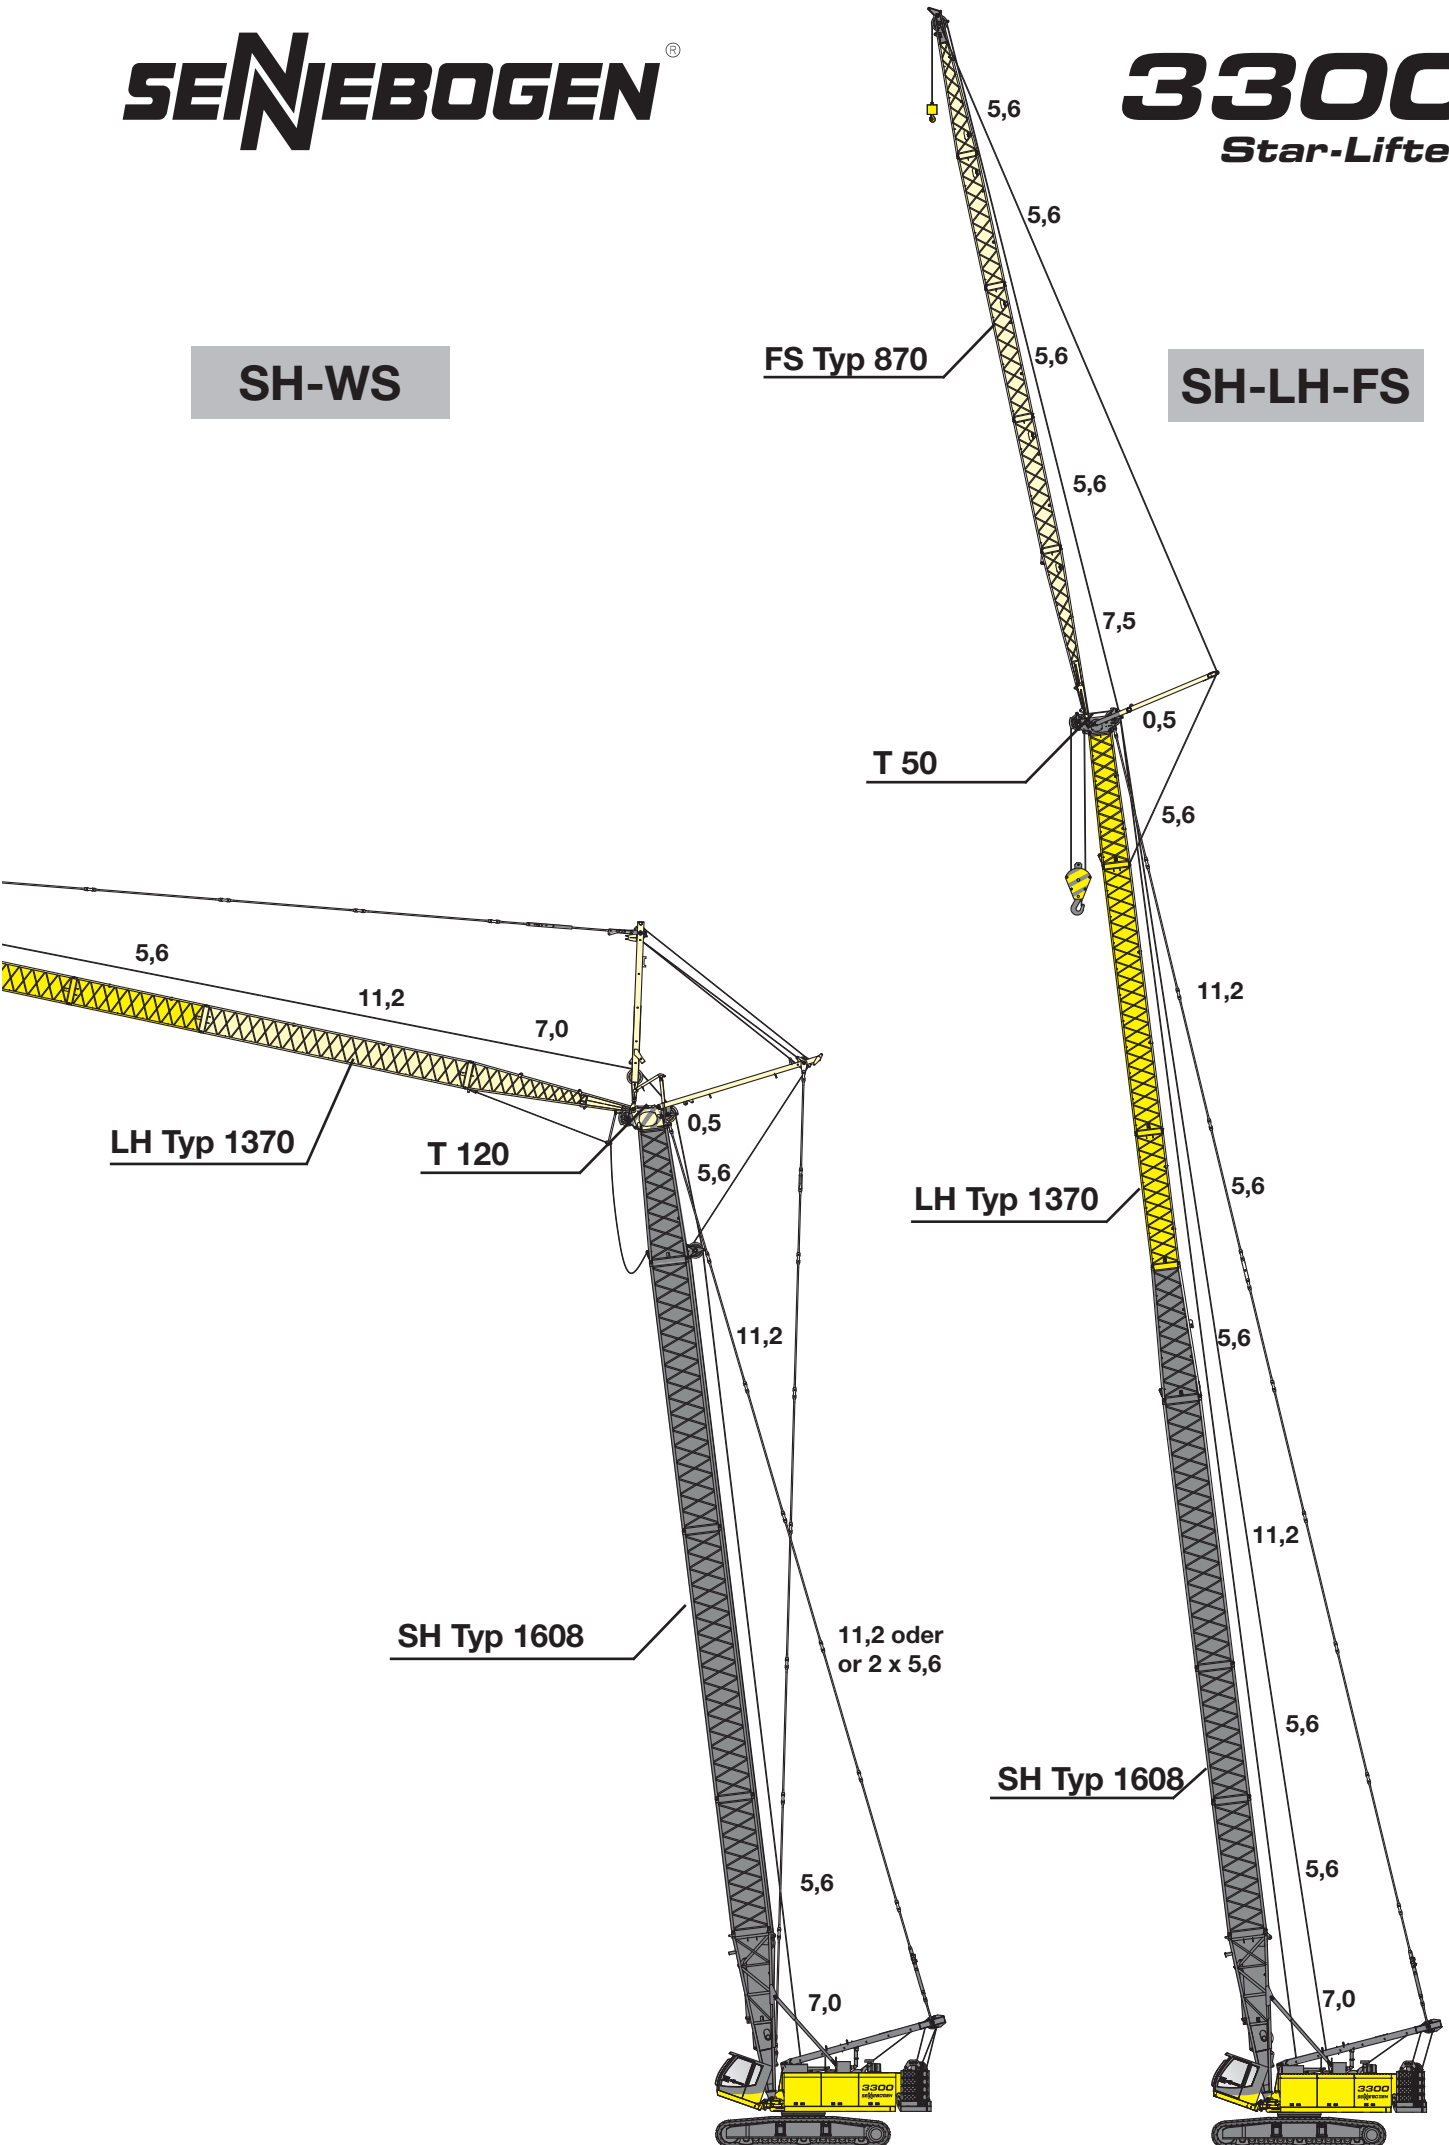 SENNEBOGEN ®
3300
Star-Lifte
SH-WS
SH-LH-FS
5,6
5,6
FS Typ 870
5,6
5,6
7,5
0,5
T 50
5,6
11,2
LH Typ 1370
5,6
5,6
11,2
SH Typ 1608
5,6
5,6
7,0
3300
SENNEBOGEN
5,6
11,2
7,0
LH Typ 1370
T 120
0,5
5,6
11,2
SH Typ 1608
11,2 oder
or 2 x 5,6
5,6
7,0
3300
SENNEBOGEN